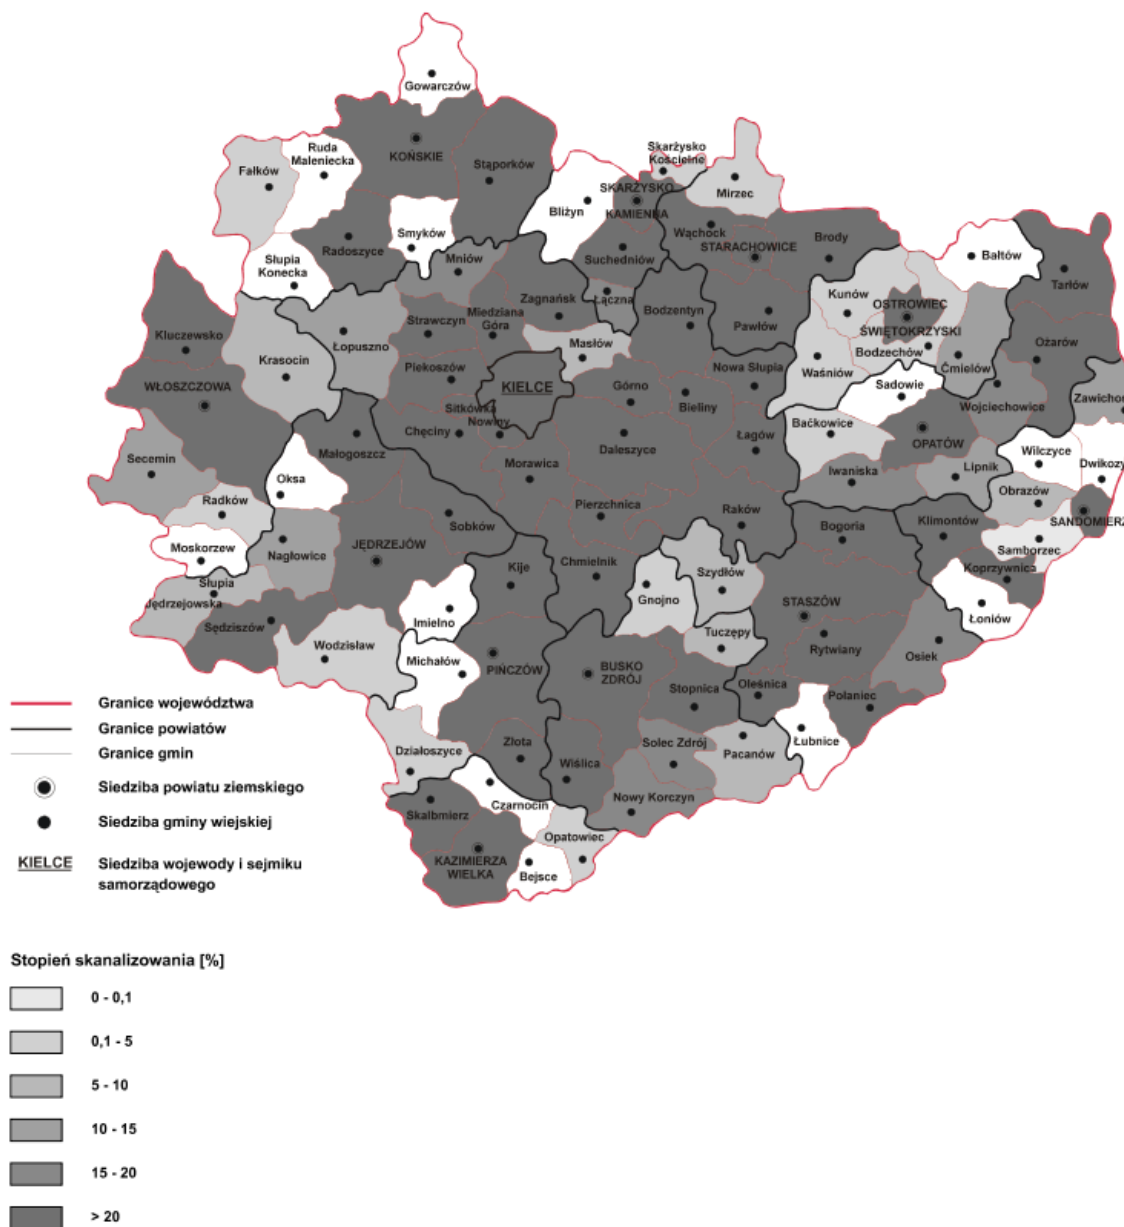 Gowarczów
Ruda
Maleniecka
KOŃSKIE
Stąporków
Fałków
Skarżysko
Kościelne
Mirzec
SKARŻYSKO
KAMIENNA
Bliżyn
Smyków
Radoszyce
Słupia
Konecka
Wąchock
STARACHOWICE
Brody
Bałtów
Tarłów
Suchedniów
Mniów
Łączna
Zagnańsk
Bodzentyn
Pawłów
Kunów
OSTROWIEC
ŚWIĘTOKRZYSKI
Bodzechów
Ćmielów
Ożarów
Kluczewsko
Krasocin
Łopuszno
Strawczyn
Miedziana
Góra
Masłów
Piekoszów
KIELCE
Górno
Bieliny
Nowa Słupia
Waśniów
Sadowie
Wojciechowice
Zawichos
WŁOSZCZOWA
Sitkówka
Nowiny
Chęciny
Daleszyce
Łagów
Baćkowice
OPATÓW
Małogoszcz
Morawica
Iwaniska
Lipnik
Wilczyce
Dwikozy
Secemin
Oksa
Radków
Obrazów
SANDOMIERZ
Samborzec
Pierzchnica
Raków
Bogoria
Klimontów
Koprzywnica
Sobków
JĘDRZEJÓW
Nagłowice
Moskorzew
Słupia
Jędrzejowska
Sędziszów
Kije
Chmielnik
Gnojno
Szydłów
STASZÓW
Łoniów
Imielno
Wodzisław
Michałów
PIŃCZÓW
BUSKO
ZDRÓJ
Tuczępy
Rytwiany
Osiek
Stopnica
Oleśnica
Połaniec
Łubnice
Działoszyce
Złota
Wiślica
Solec Zdrój
Pacanów
Czarnocin
Nowy Korczyn
Skalbmierz
Opatowiec
KAZIMIERZA
WIELKA
Bejsce
Granice województwa
Granice powiatów
Granice gmin
Siedziba powiatu ziemskiego
Siedziba gminy wiejskiej
KIELCE
Siedziba wojewody i sejmiku
samorządowego
Stopień skanalizowania [%]
0 - 0,1
0,1 - 5
5 - 10
10 - 15
15 - 20
> 20